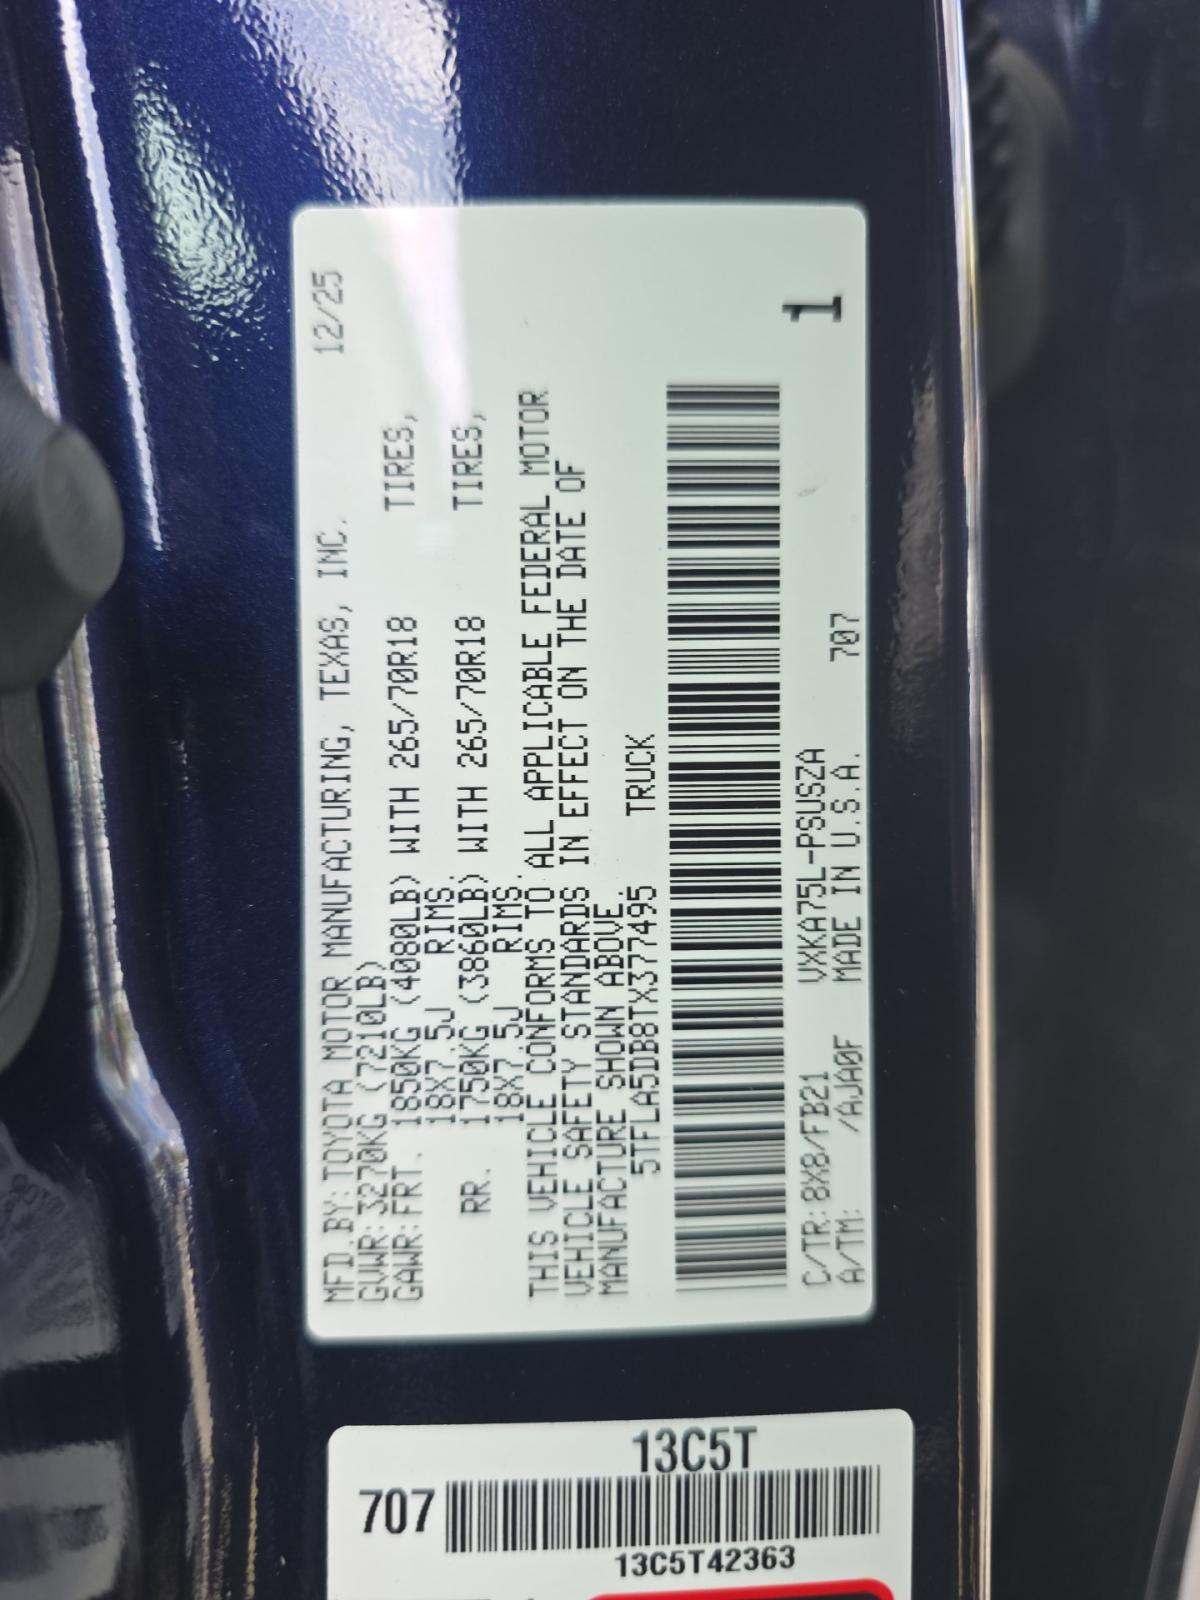 MFD.BY:TOYOTA MOTOR MANUFACTURING, TEXAS, INC. 12/25
GVWR:3270KG (7210LB)
GAWR:FRT. 1850KG (4080LB) WITH 265/70R18 TIRES,
18X7.5J RIMS.
RR. 1750KG (3860LB) WITH 265/70R18 TIRES,
18X7.5J RIMS.
THIS VEHICLE CONFORMS TO ALL APPLICABLE FEDERAL MOTOR
VEHICLE SAFETY STANDARDS IN EFFECT ON THE DATE OF
MANUFACTURE SHOWN ABOVE.
5TFLA5DB8TX377495 TRUCK
1
C/TR:8X8/FB21 VXKA75L-PSUSZA
A/TM: /AJA0F MADE IN U.S.A. 707
13C5T
707
13C5T42363